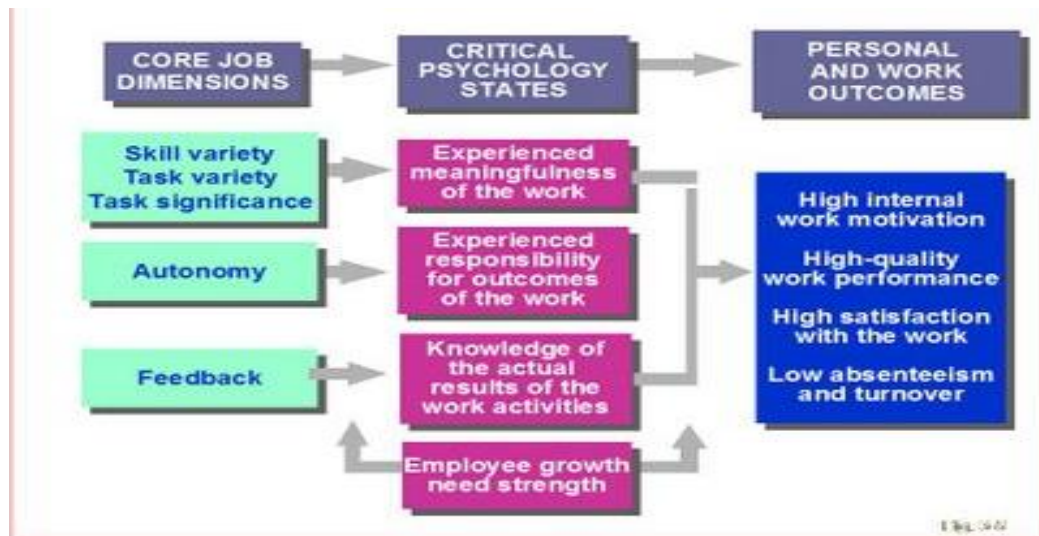 CORE JOB
DIMENSIONS
CRITICAL
PSYCHOLOGY
STATES
PERSONAL
AND WORK
OUTCOMES
Skill variety
Task variety
Task significance
Experienced
meaningfulness
of the work
Autonomy
Experienced
responsibility
for outcomes
of the work
Feedback
Knowledge of
the actual
results of the
work activities
Employee growth
need strength
High internal
work motivation
High-quality
work performance
High satisfaction
with the work
Low absenteeism
and turnover